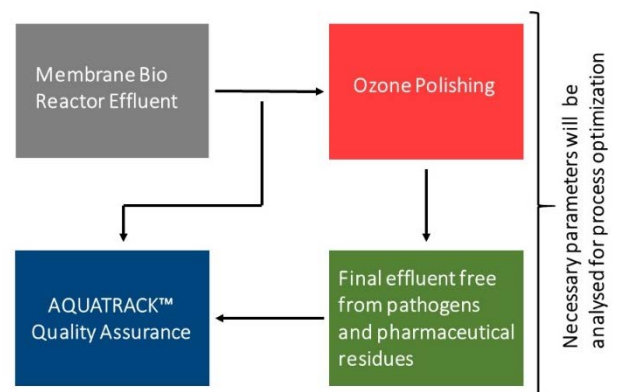 Membrane Bio
Reactor Effluent
Ozone Polishing
AQUATRACK™
Quality Assurance
Final effluent free
from pathogens
and pharmaceutical
residues
Necessary parameters will be
analysed for process optimization